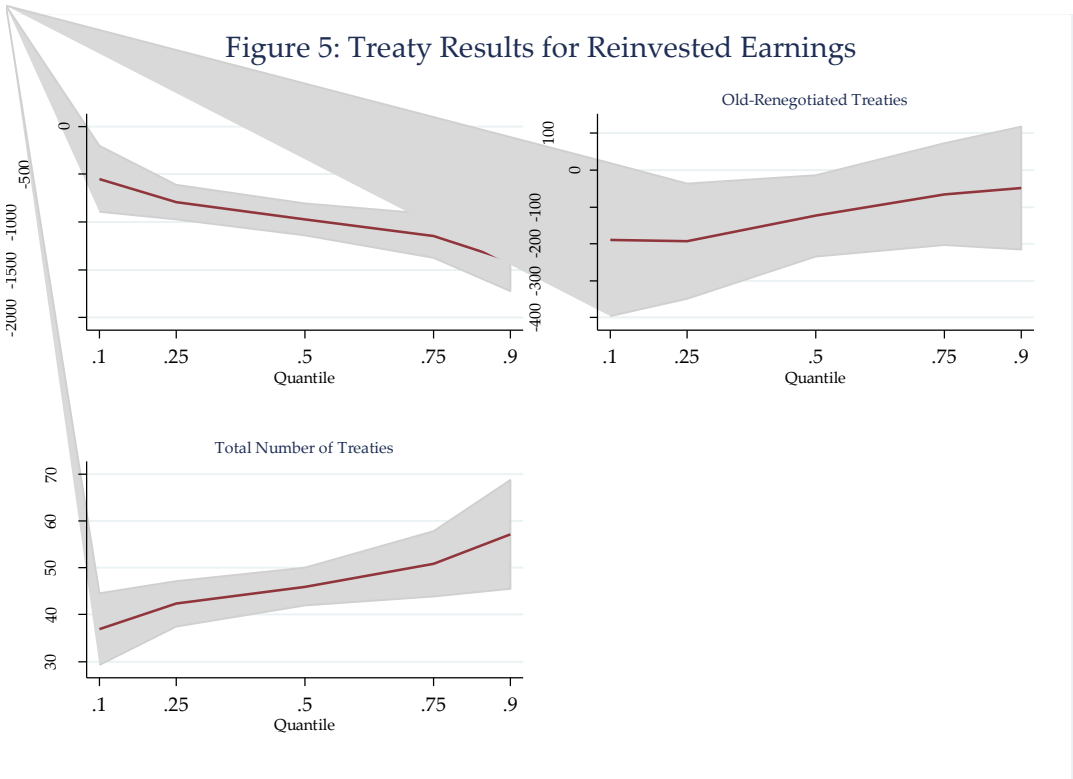 Figure 5: Treaty Results for Reinvested Earnings
0
-500
-1000
-1500
-2000
.1 .25 .5 .75 .9
Quantile
Old-Renegotiated Treaties
100
0
-100
-200
-300
-400
.1 .25 .5 .75 .9
Quantile
Total Number of Treaties
70
60
50
40
30
.1 .25 .5 .75 .9
Quantile